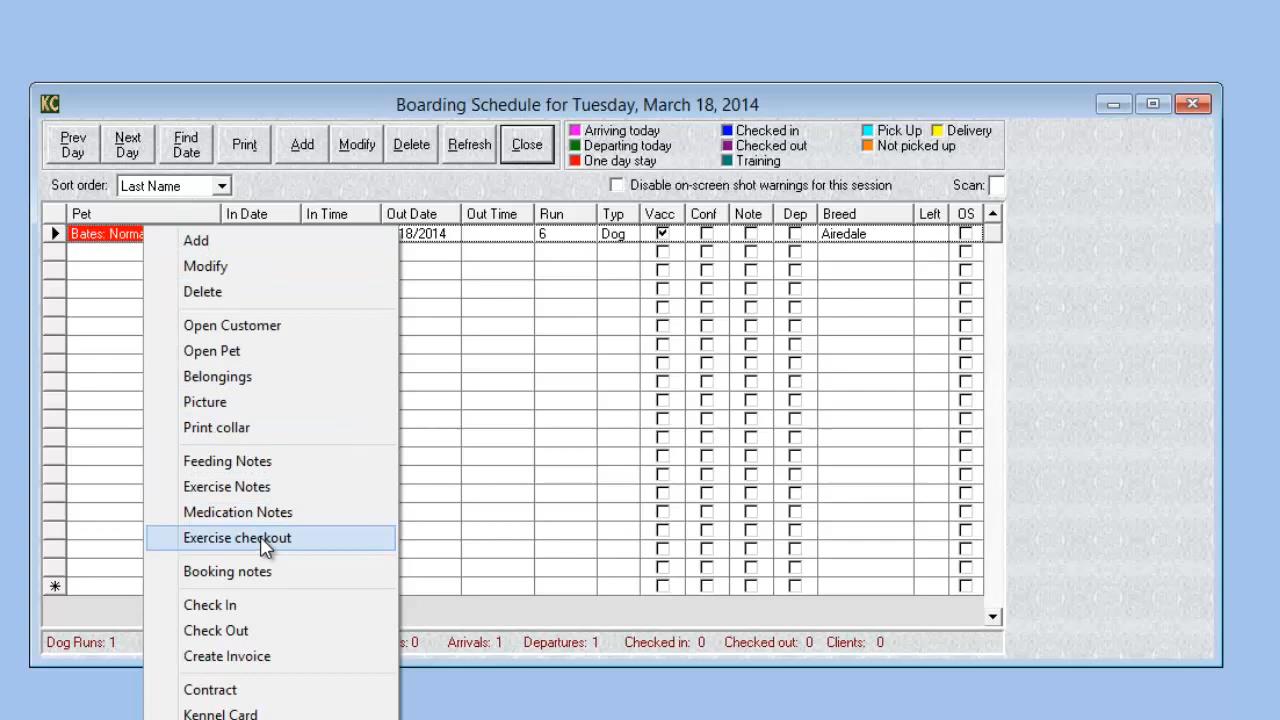 KC Boarding Schedule for Tuesday, March 18, 2014
Prev Day
Next Day
Find Date
Print
Add
Modify
Delete
Refresh
Close
Arriving today
Departing today
One day stay
Checked in
Checked out
Training
Pick Up
Delivery
Not picked up
Sort order: Last Name
Disable on-screen shot warnings for this session
Scan:
Pet In Date In Time Out Date Out Time Run Typ Vacc Conf Note Dep Breed Left OS
Bates: Norma 18/2014 6 Dog Airedale
Add
Modify
Delete
Open Customer
Open Pet
Belongings
Picture
Print collar
Feeding Notes
Exercise Notes
Medication Notes
Exercise checkout
Booking notes
Check In
Check Out
Create Invoice
Contract
Kennel Card
Dog Runs: 1 s: 0 Arrivals: 1 Departures: 1 Checked in: 0 Checked out: 0 Clients: 0